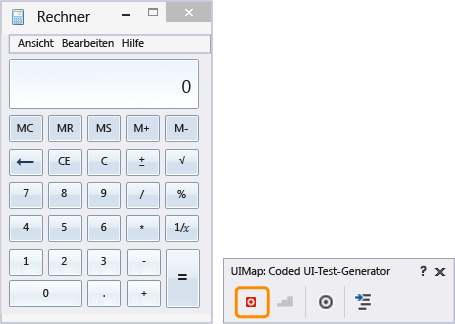 Rechner
Ansicht Bearbeiten Hilfe
0
MC MR MS M+ M-
← CE C ± √
7 8 9 / %
4 5 6 * 1/x
1 2 3 - =
0 . +
UIMap: Coded UI-Test-Generator ? X